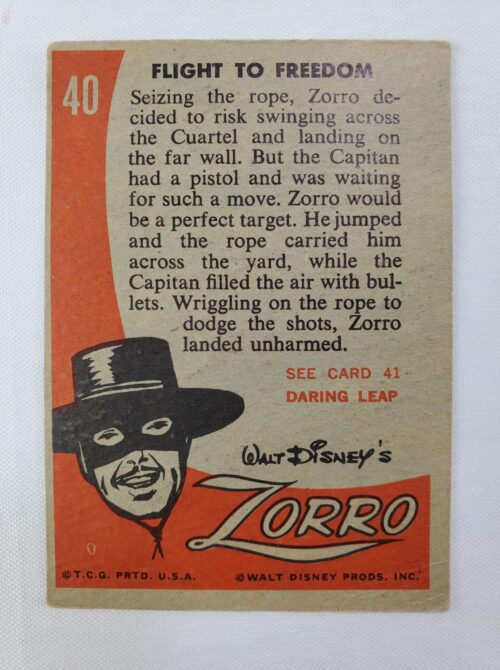 40
FLIGHT TO FREEDOM
Seizing the rope, Zorro de-
cided to risk swinging across
the Cuartel and landing on
the far wall. But the Capitan
had a pistol and was waiting
for such a move. Zorro would
be a perfect target. He jumped
and the rope carried him
across the yard, while the
Capitan filled the air with bul-
lets. Wriggling on the rope to
dodge the shots, Zorro
landed unharmed.
SEE CARD 41
DARING LEAP
WALT DISNEY'S
ZORRO
©T.C.G. PRTD. U.S.A. ©WALT DISNEY PRODS. INC.